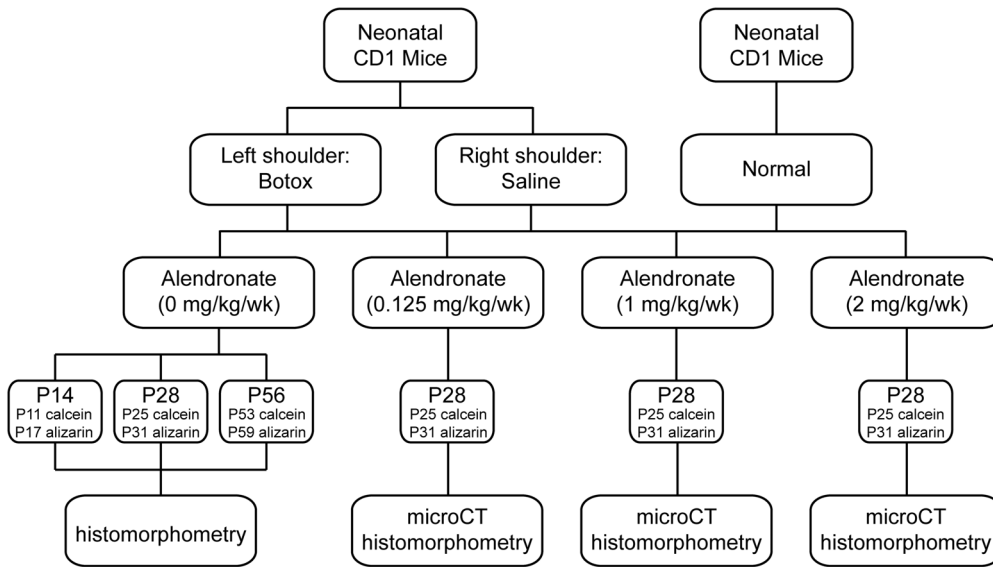 Neonatal
CD1 Mice
Neonatal
CD1 Mice
Left shoulder:
Botox
Right shoulder:
Saline
Normal
Alendronate
(0 mg/kg/wk)
Alendronate
(0.125 mg/kg/wk)
Alendronate
(1 mg/kg/wk)
Alendronate
(2 mg/kg/wk)
P14
P11 calcein
P17 alizarin
P28
P25 calcein
P31 alizarin
P56
P53 calcein
P59 alizarin
P28
P25 calcein
P31 alizarin
P28
P25 calcein
P31 alizarin
P28
P25 calcein
P31 alizarin
histomorphometry
microCT
histomorphometry
microCT
histomorphometry
microCT
histomorphometry